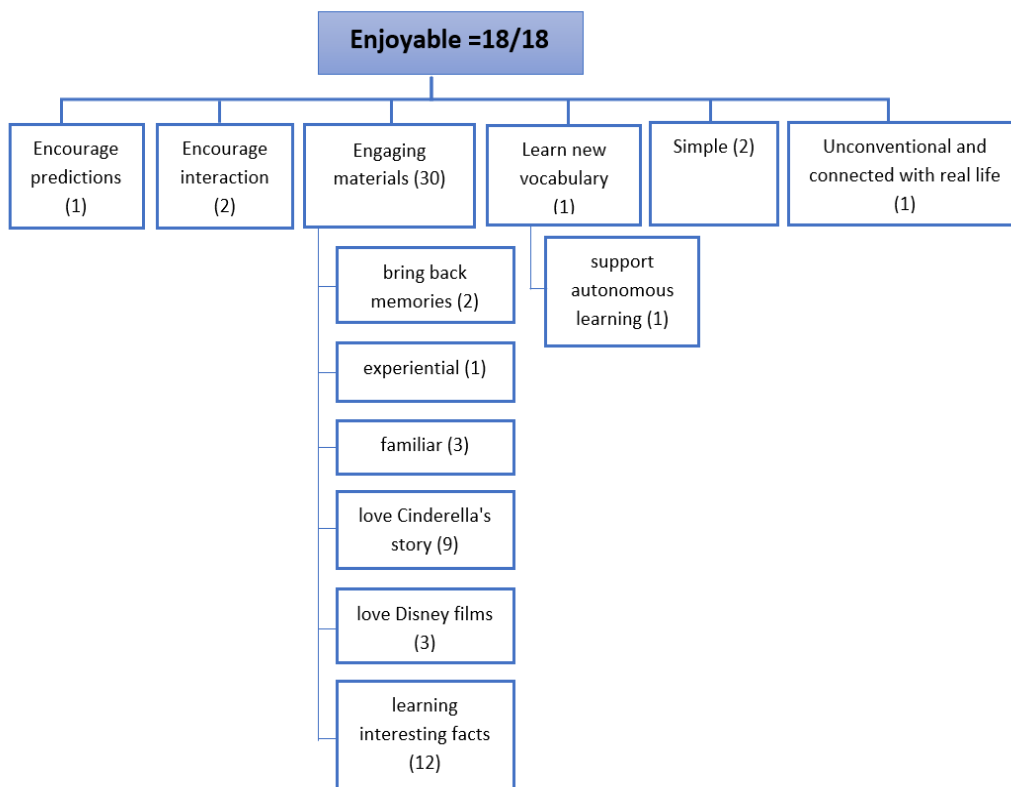 Enjoyable =18/18
Encourage
predictions
(1)
Encourage
interaction
(2)
Engaging
materials (30)
Learn new
vocabulary
(1)
Simple (2)
Unconventional and
connected with real life
(1)
bring back
memories (2)
experiential (1)
familiar (3)
love Cinderella's
story (9)
love Disney films
(3)
learning
interesting facts
(12)
support
autonomous
learning (1)